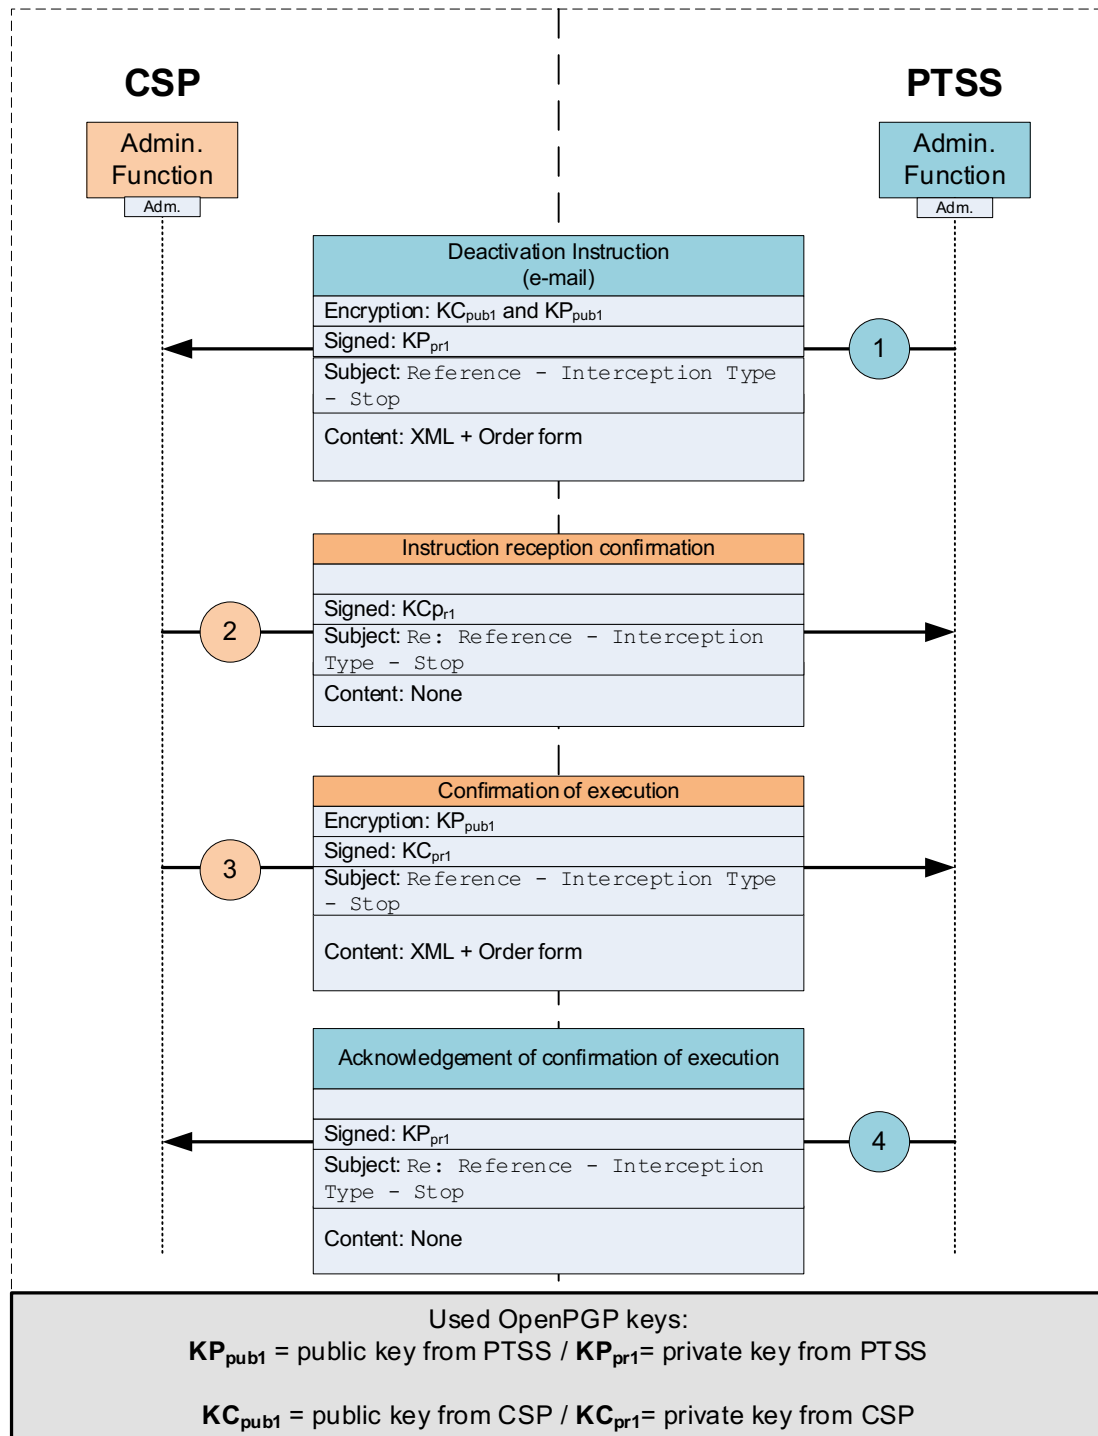 CSP
PTSS
Admin.
Function
Adm.
Admin.
Function
Adm.
Deactivation Instruction
(e-mail)
Encryption: KCpub1 and KPpub1
Signed: KPpr1
1
Subject: Reference - Interception Type
- Stop
Content: XML + Order form
Instruction reception confirmation
Signed: KCpr1
2
Subject: Re: Reference - Interception
Type - Stop
Content: None
Confirmation of execution
Encryption: KPpub1
Signed: KCpr1
3
Subject: Reference - Interception Type
- Stop
Content: XML + Order form
Acknowledgement of confirmation of execution
Signed: KPpr1
4
Subject: Re: Reference - Interception
Type - Stop
Content: None
Used OpenPGP keys:
KPpub1 = public key from PTSS / KPpr1= private key from PTSS
KCpub1 = public key from CSP / KCpr1= private key from CSP